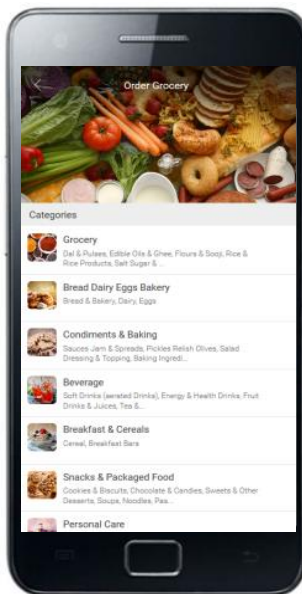 Order Grocery
Categories
Grocery
Dal & Pulses, Edible Oils & Ghee, Flours & Sooji, Rice &
Rice Products, Salt Sugar & ...
Bread Dairy Eggs Bakery
Bread & Bakery, Dairy, Eggs
Condiments & Baking
Sauces Jam & Spreads, Pickles Relish Olives, Salad
Dressing & Topping, Baking Ingredi...
Beverage
Soft Drinks (aerated Drinks), Energy & Health Drinks, Fruit
Drinks & Juices, Tea &...
Breakfast & Cereals
Cereal, Breakfast Bars
Snacks & Packaged Food
Cookies & Biscuits, Chocolate & Candies, Sweets & Other
Desserts, Soups, Noodles, Pas...
Personal Care